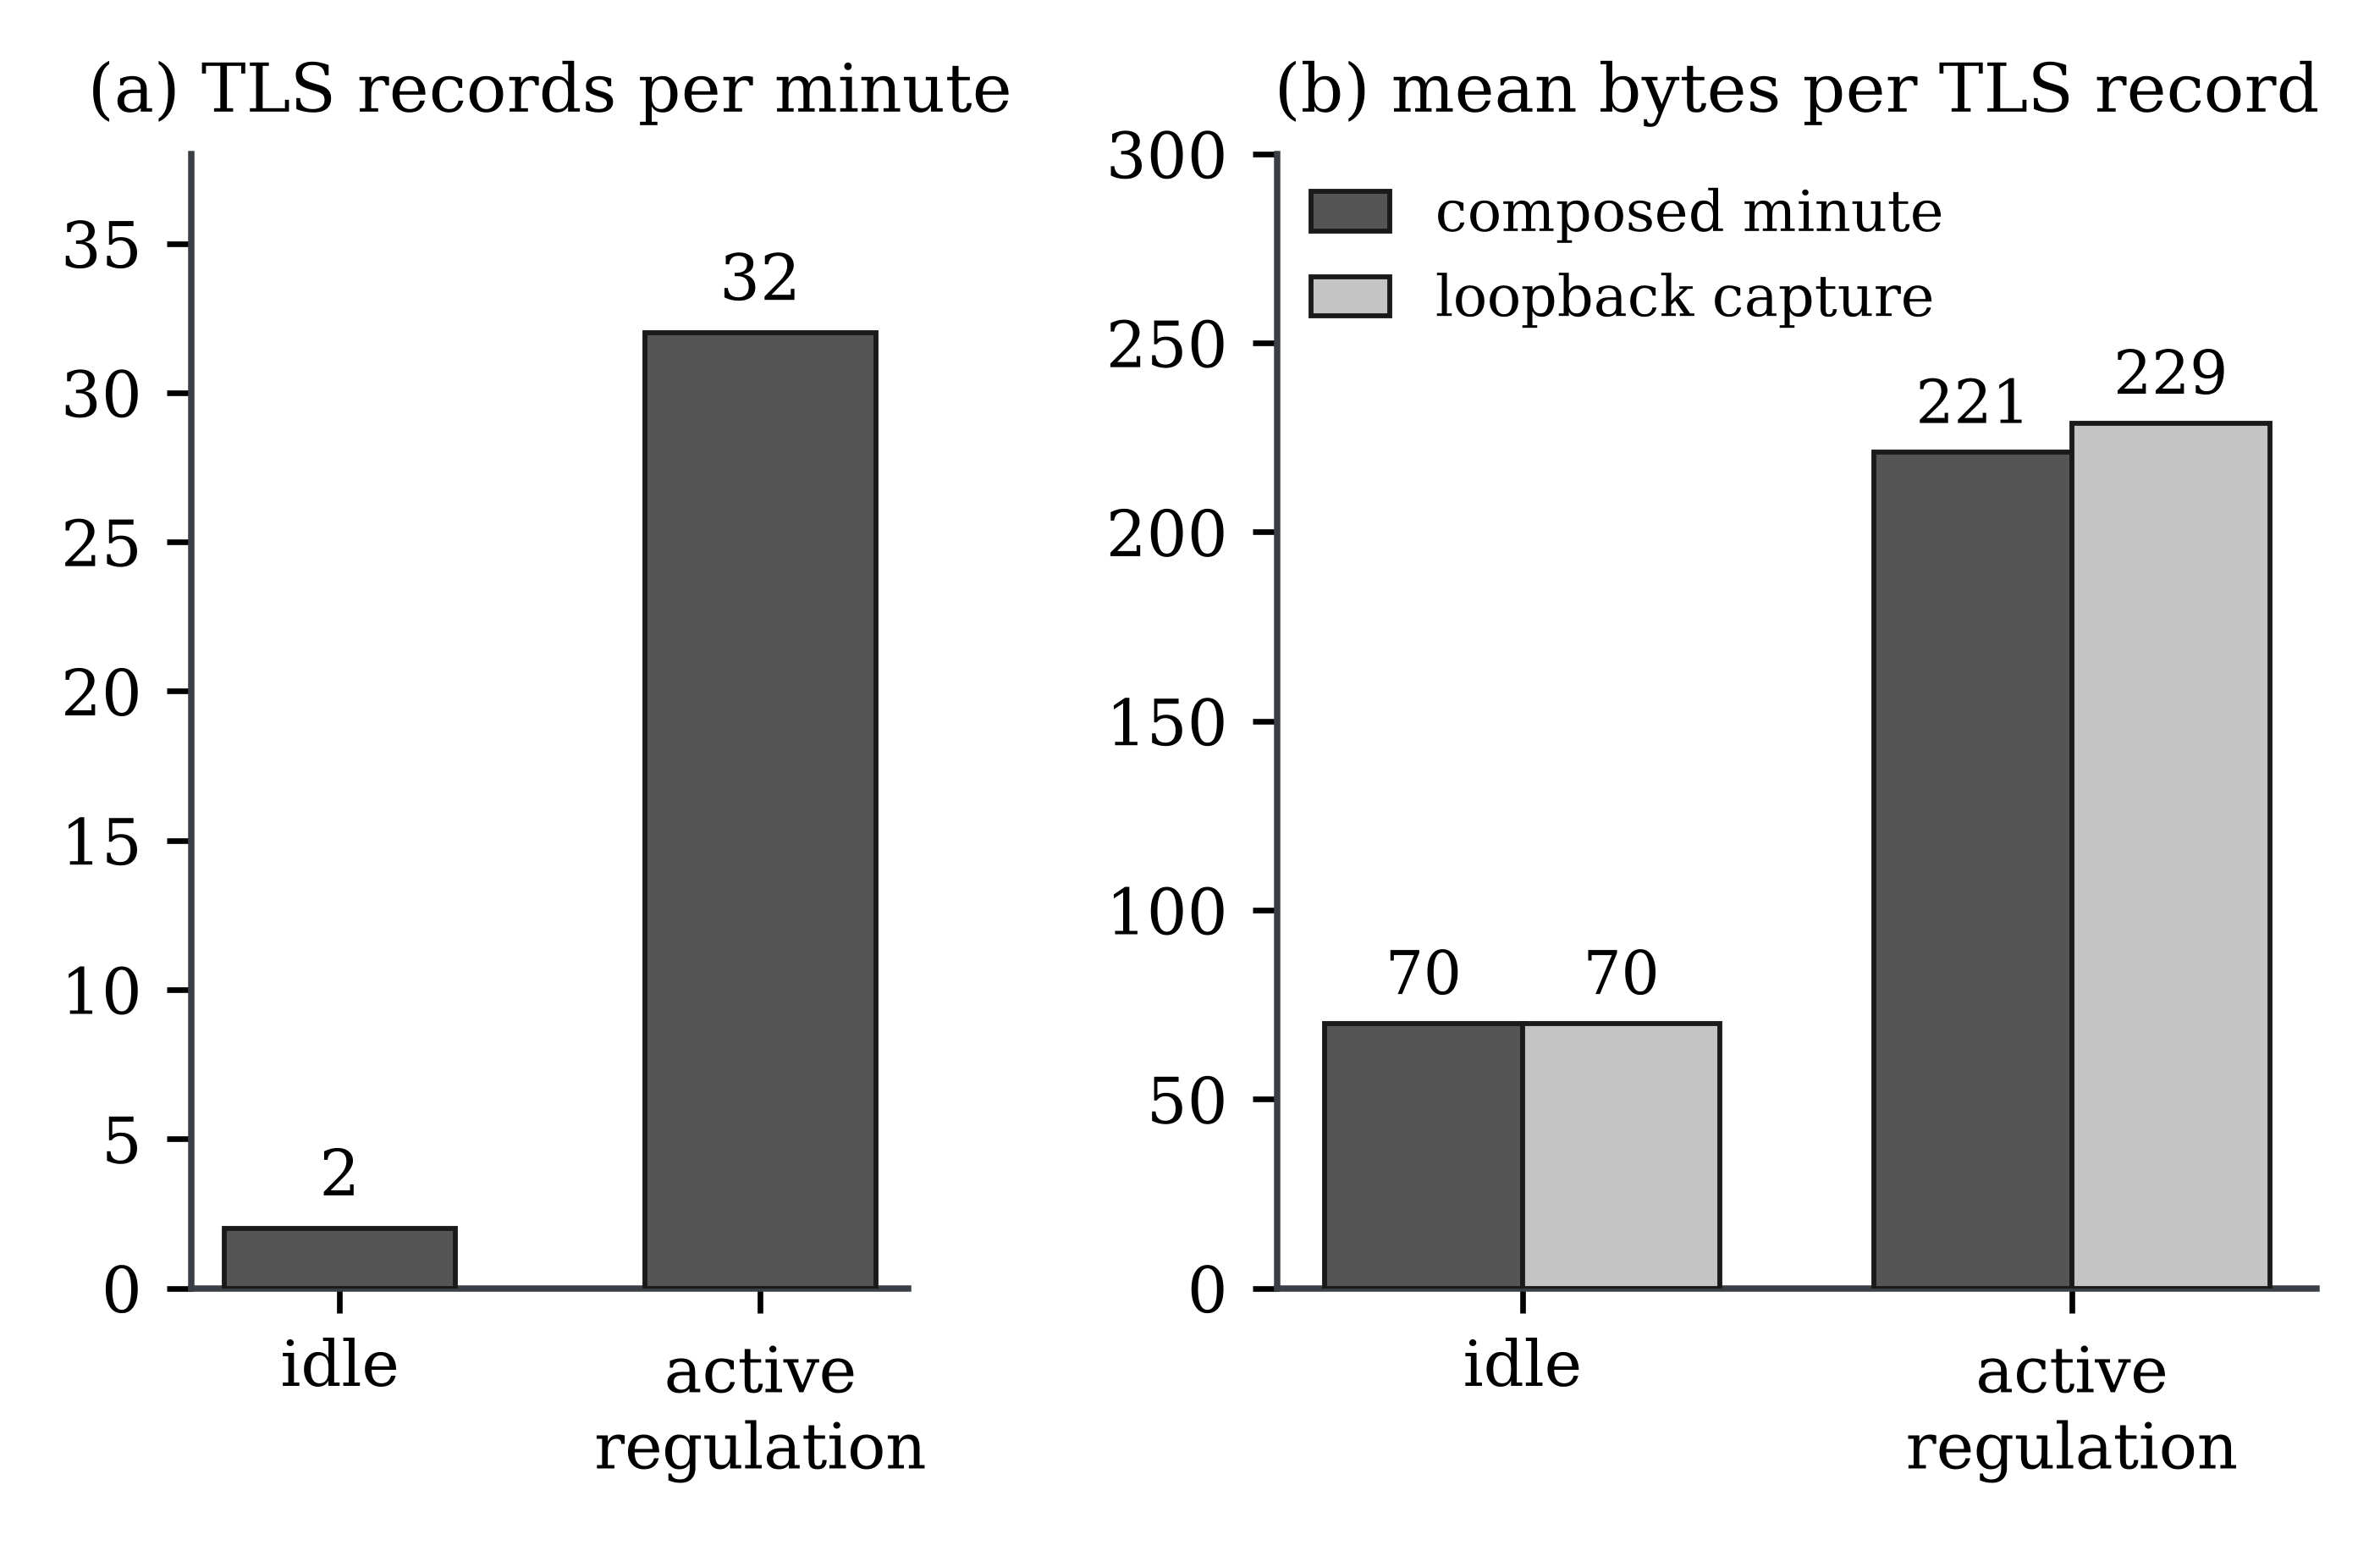 (a) TLS records per minute
35
30
25
20
15
10
5
0
32
2
idle
active
regulation
(b) mean bytes per TLS record
300
250
200
150
100
50
0
composed minute
loopback capture
70
70
221
229
idle
active
regulation